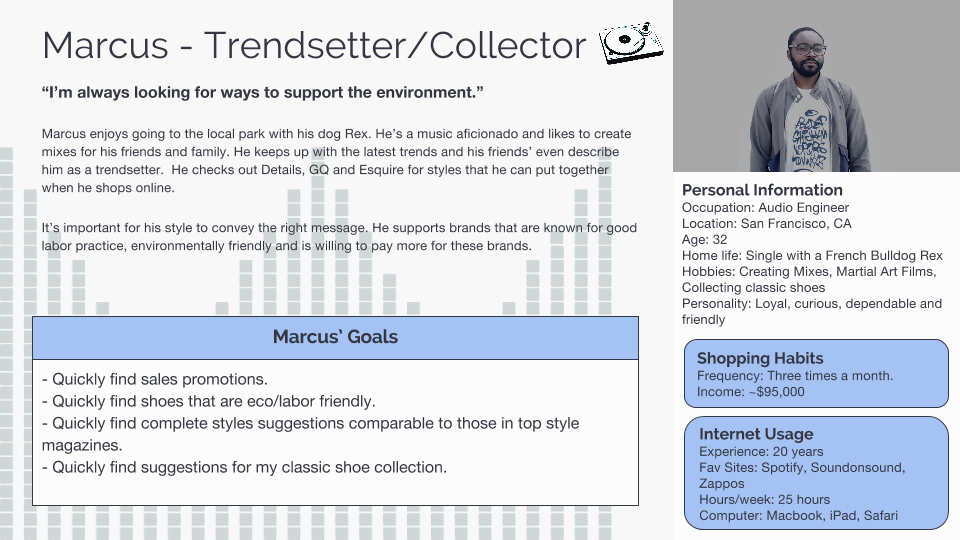 Marcus - Trendsetter/Collector
“I’m always looking for ways to support the environment.”
Marcus enjoys going to the local park with his dog Rex. He’s a music aficionado and likes to create
mixes for his friends and family. He keeps up with the latest trends and his friends’ even describe
him as a trendsetter. He checks out Details, GQ and Esquire for styles that he can put together
when he shops online.
It’s important for his style to convey the right message. He supports brands that are known for good
labor practice, environmentally friendly and is willing to pay more for these brands.
Marcus’ Goals
- Quickly find sales promotions.
- Quickly find shoes that are eco/labor friendly.
- Quickly find complete styles suggestions comparable to those in top style
magazines.
- Quickly find suggestions for my classic shoe collection.
Personal Information
Occupation: Audio Engineer
Location: San Francisco, CA
Age: 32
Home life: Single with a French Bulldog Rex
Hobbies: Creating Mixes, Martial Art Films,
Collecting classic shoes
Personality: Loyal, curious, dependable and
friendly
Shopping Habits
Frequency: Three times a month.
Income: ~$95,000
Internet Usage
Experience: 20 years
Fav Sites: Spotify, Soundonsound,
Zappos
Hours/week: 25 hours
Computer: Macbook, iPad, Safari